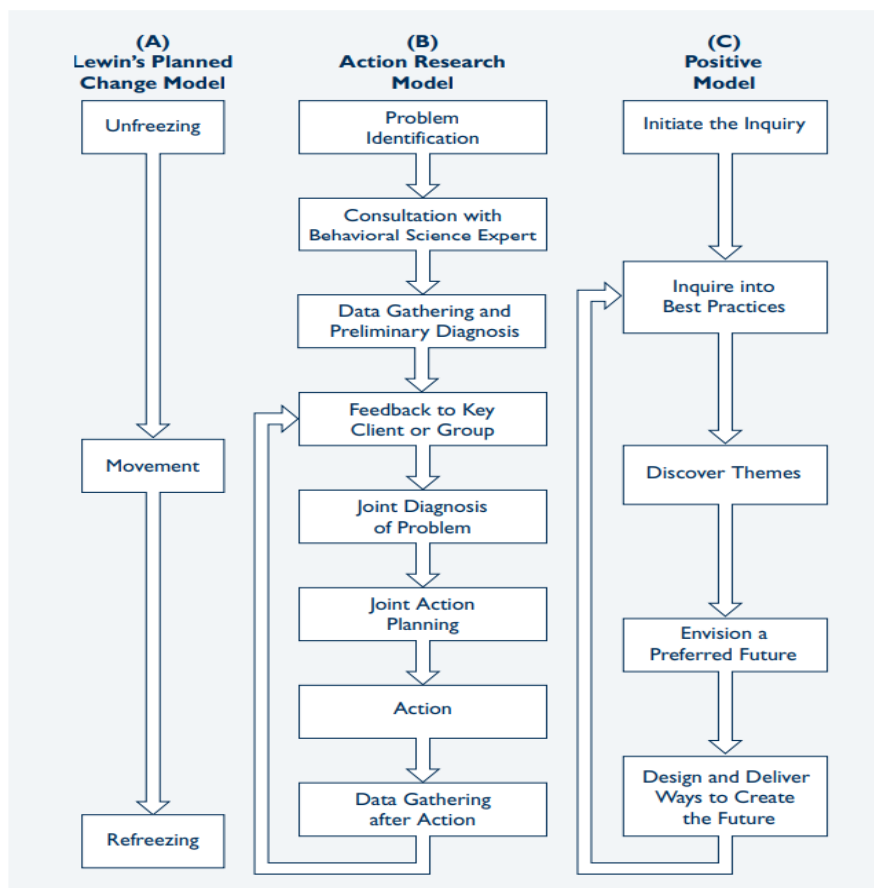 (A)
Lewin's Planned
Change Model
Unfreezing
Movement
Refreezing
(B)
Action Research
Model
Problem
Identification
Consultation with
Behavioral Science Expert
Data Gathering and
Preliminary Diagnosis
Feedback to Key
Client or Group
Joint Diagnosis
of Problem
Joint Action
Planning
Action
Data Gathering
after Action
(C)
Positive
Model
Initiate the Inquiry
Inquire into
Best Practices
Discover Themes
Envision a
Preferred Future
Design and Deliver
Ways to Create
the Future